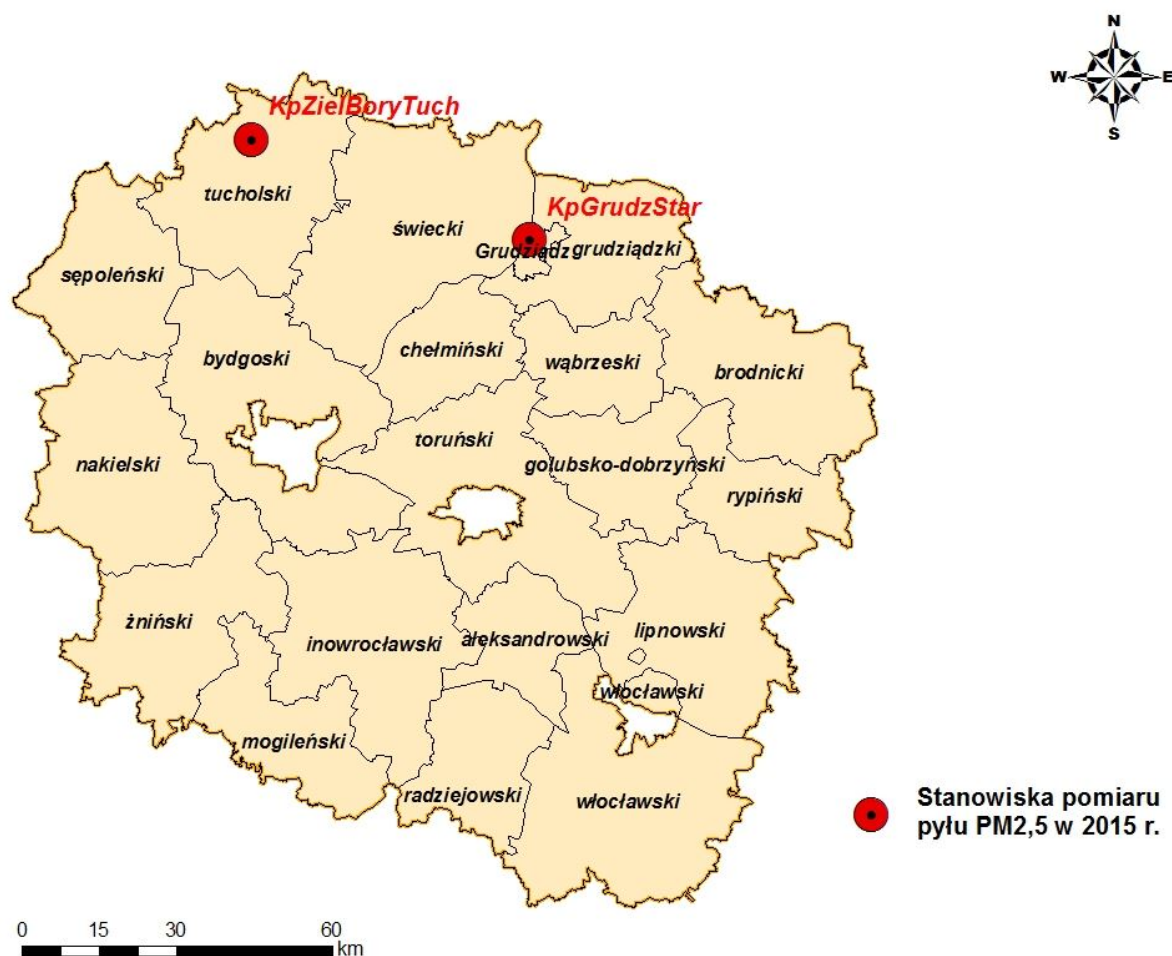 N
W E
S
KpZielBoryTuch
tucholski
KpGrudzStar
świecki
Grudziądz grudziądzki
sępoleński
chełmiński
bydgoski
wąbrzeski
brodnicki
toruński
nakielski
golubsko-dobrzyński
rypiński
żniński
inowrocławski
aleksandrowski
lipnowski
włocławski
mogileński
radziejowski
włocławski
Stanowiska pomiaru
pyłu PM2,5 w 2015 r.
0 15 30 60
km